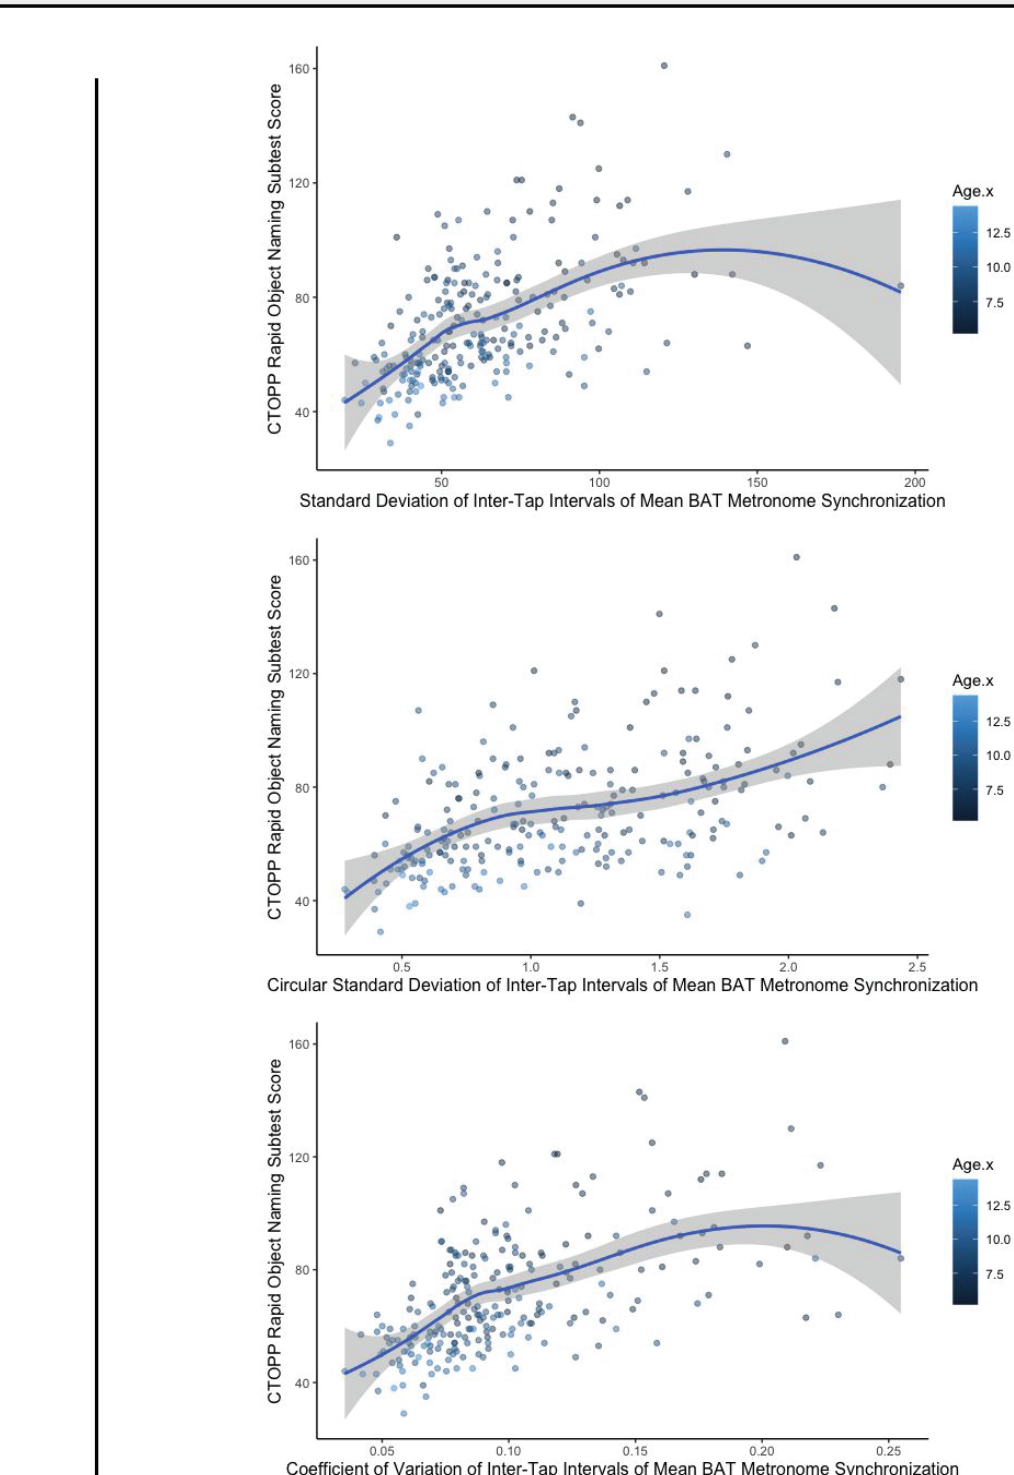 160
120
80
40
CTOPP Rapid Object Naming Subtest Score
50 100 150 200
Standard Deviation of Inter-Tap Intervals of Mean BAT Metronome Synchronization
Age.x
12.5
10.0
7.5
160
120
80
40
CTOPP Rapid Object Naming Subtest Score
0.5 1.0 1.5 2.0 2.5
Circular Standard Deviation of Inter-Tap Intervals of Mean BAT Metronome Synchronization
Age.x
12.5
10.0
7.5
160
120
80
40
CTOPP Rapid Object Naming Subtest Score
0.05 0.10 0.15 0.20 0.25
Coefficient of Variation of Inter-Tap Intervals of Mean BAT Metronome Synchronization
Age.x
12.5
10.0
7.5